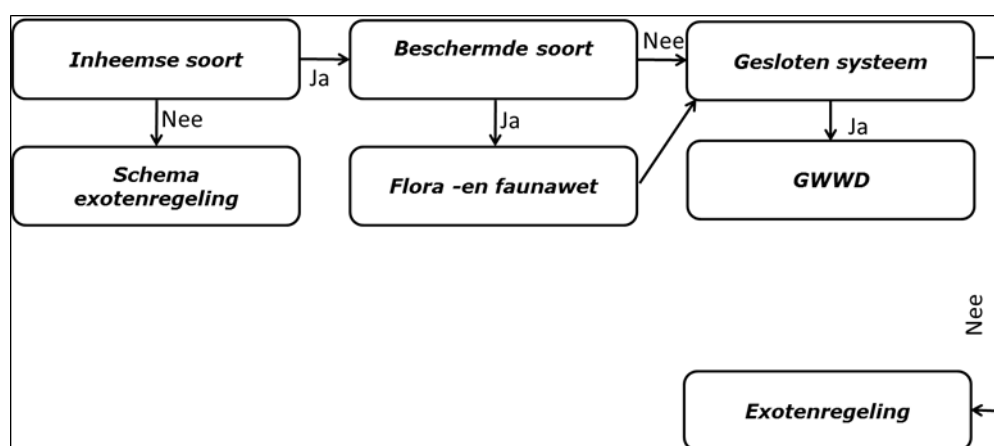 Inheemse soort
Ja
Beschermde soort
Nee
Gesloten systeem
Nee
Ja
Ja
Schema
exotenregeling
Flora -en faunawet
GWWD
Nee
Exotenregeling